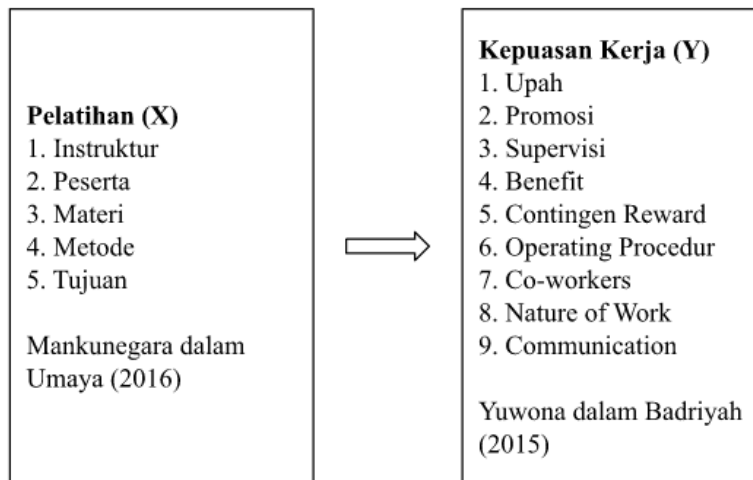 Pelatihan (X)
1. Instruktur
2. Peserta
3. Materi
4. Metode
5. Tujuan
Mankunegara dalam
Umaya (2016)
Kepuasan Kerja (Y)
1. Upah
2. Promosi
3. Supervisi
4. Benefit
5. Contingen Reward
6. Operating Procedur
7. Co-workers
8. Nature of Work
9. Communication
Yuwona dalam Badriyah
(2015)